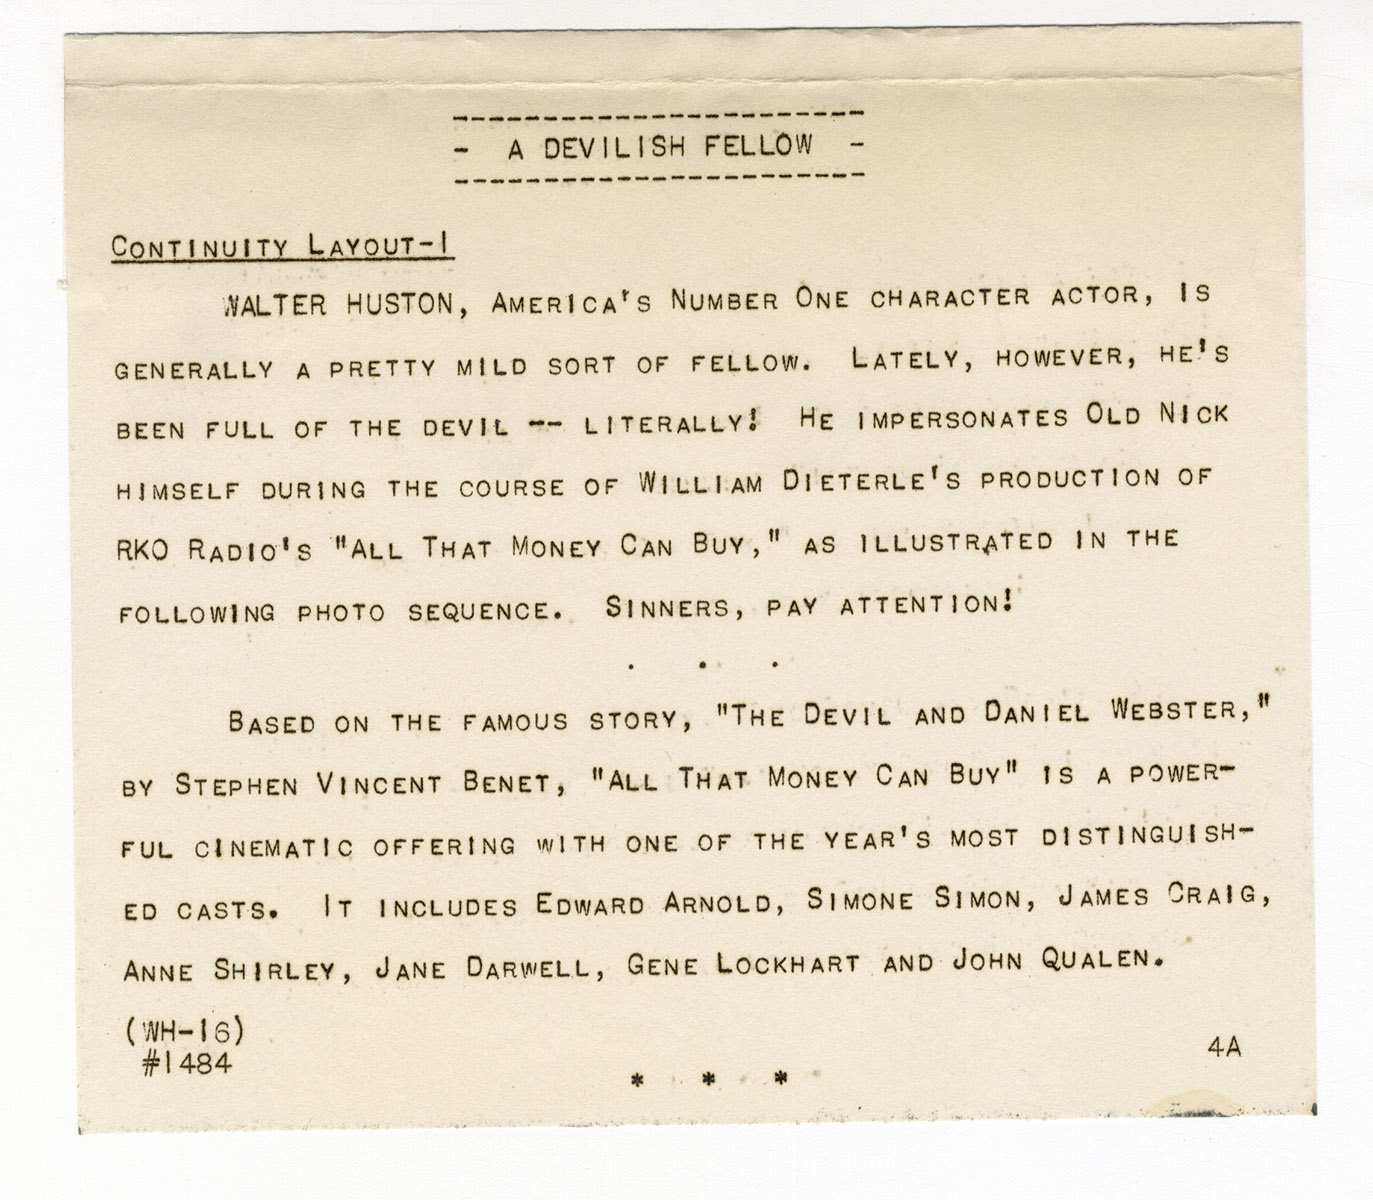 -----------------------
- A DEVILISH FELLOW -
-----------------------
CONTINUITY LAYOUT-1
WALTER HUSTON, AMERICA'S NUMBER ONE CHARACTER ACTOR, IS
GENERALLY A PRETTY MILD SORT OF FELLOW. LATELY, HOWEVER, HE'S
BEEN FULL OF THE DEVIL -- LITERALLY! HE IMPERSONATES OLD NICK
HIMSELF DURING THE COURSE OF WILLIAM DIETERLE'S PRODUCTION OF
RKO RADIO'S "ALL THAT MONEY CAN BUY," AS ILLUSTRATED IN THE
FOLLOWING PHOTO SEQUENCE. SINNERS, PAY ATTENTION!
. . .
BASED ON THE FAMOUS STORY, "THE DEVIL AND DANIEL WEBSTER,"
BY STEPHEN VINCENT BENET, "ALL THAT MONEY CAN BUY" IS A POWER-
FUL CINEMATIC OFFERING WITH ONE OF THE YEAR'S MOST DISTINGUISH-
ED CASTS. IT INCLUDES EDWARD ARNOLD, SIMONE SIMON, JAMES CRAIG,
ANNE SHIRLEY, JANE DARWELL, GENE LOCKHART AND JOHN QUALEN.
(WH-16)
#1484
4A
* * *